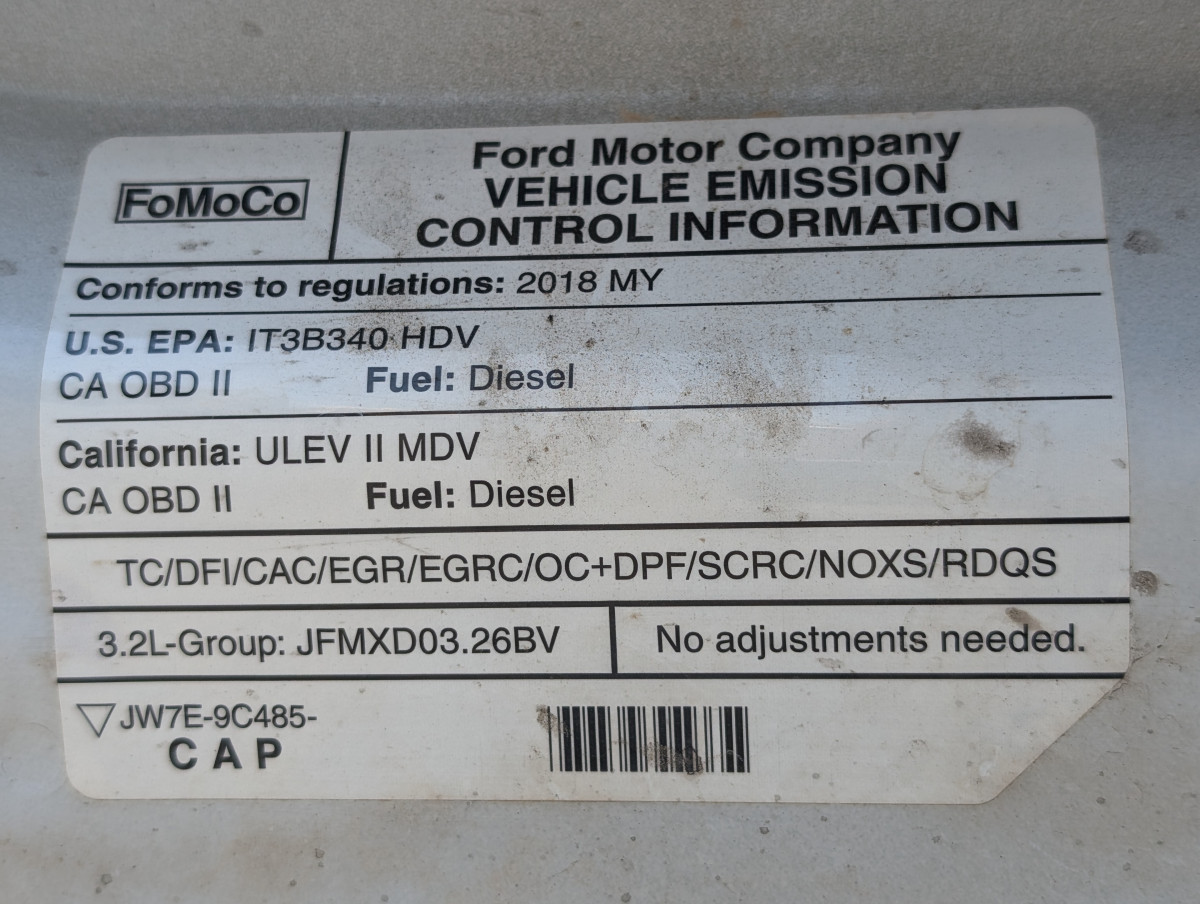 FoMoCo
Ford Motor Company
VEHICLE EMISSION
CONTROL INFORMATION
Conforms to regulations: 2018 MY
U.S. EPA: IT3B340 HDV
CA OBD II Fuel: Diesel
California: ULEV II MDV
CA OBD II Fuel: Diesel
TC/DFI/CAC/EGR/EGRC/OC+DPF/SCRC/NOXS/RDQS
3.2L-Group: JFMXD03.26BV
No adjustments needed.
JW7E-9C485-
C A P